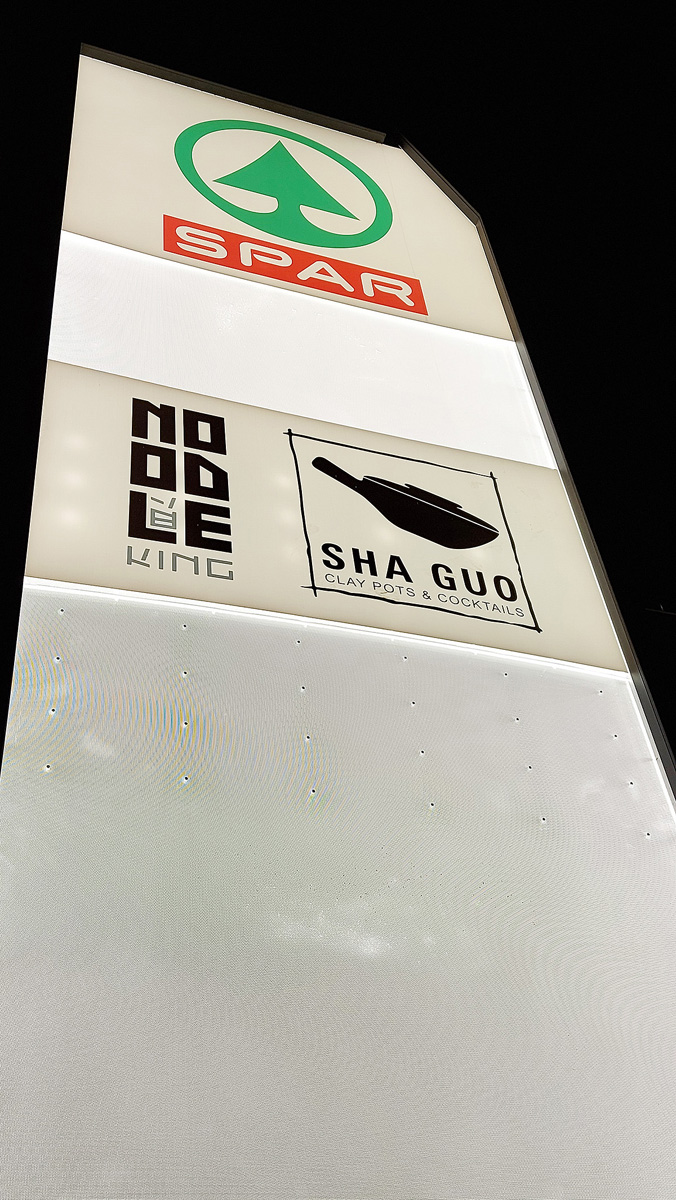 SPAR
NO
OD
LE
KING
SHA GUO
CLAY POTS & COCKTAILS